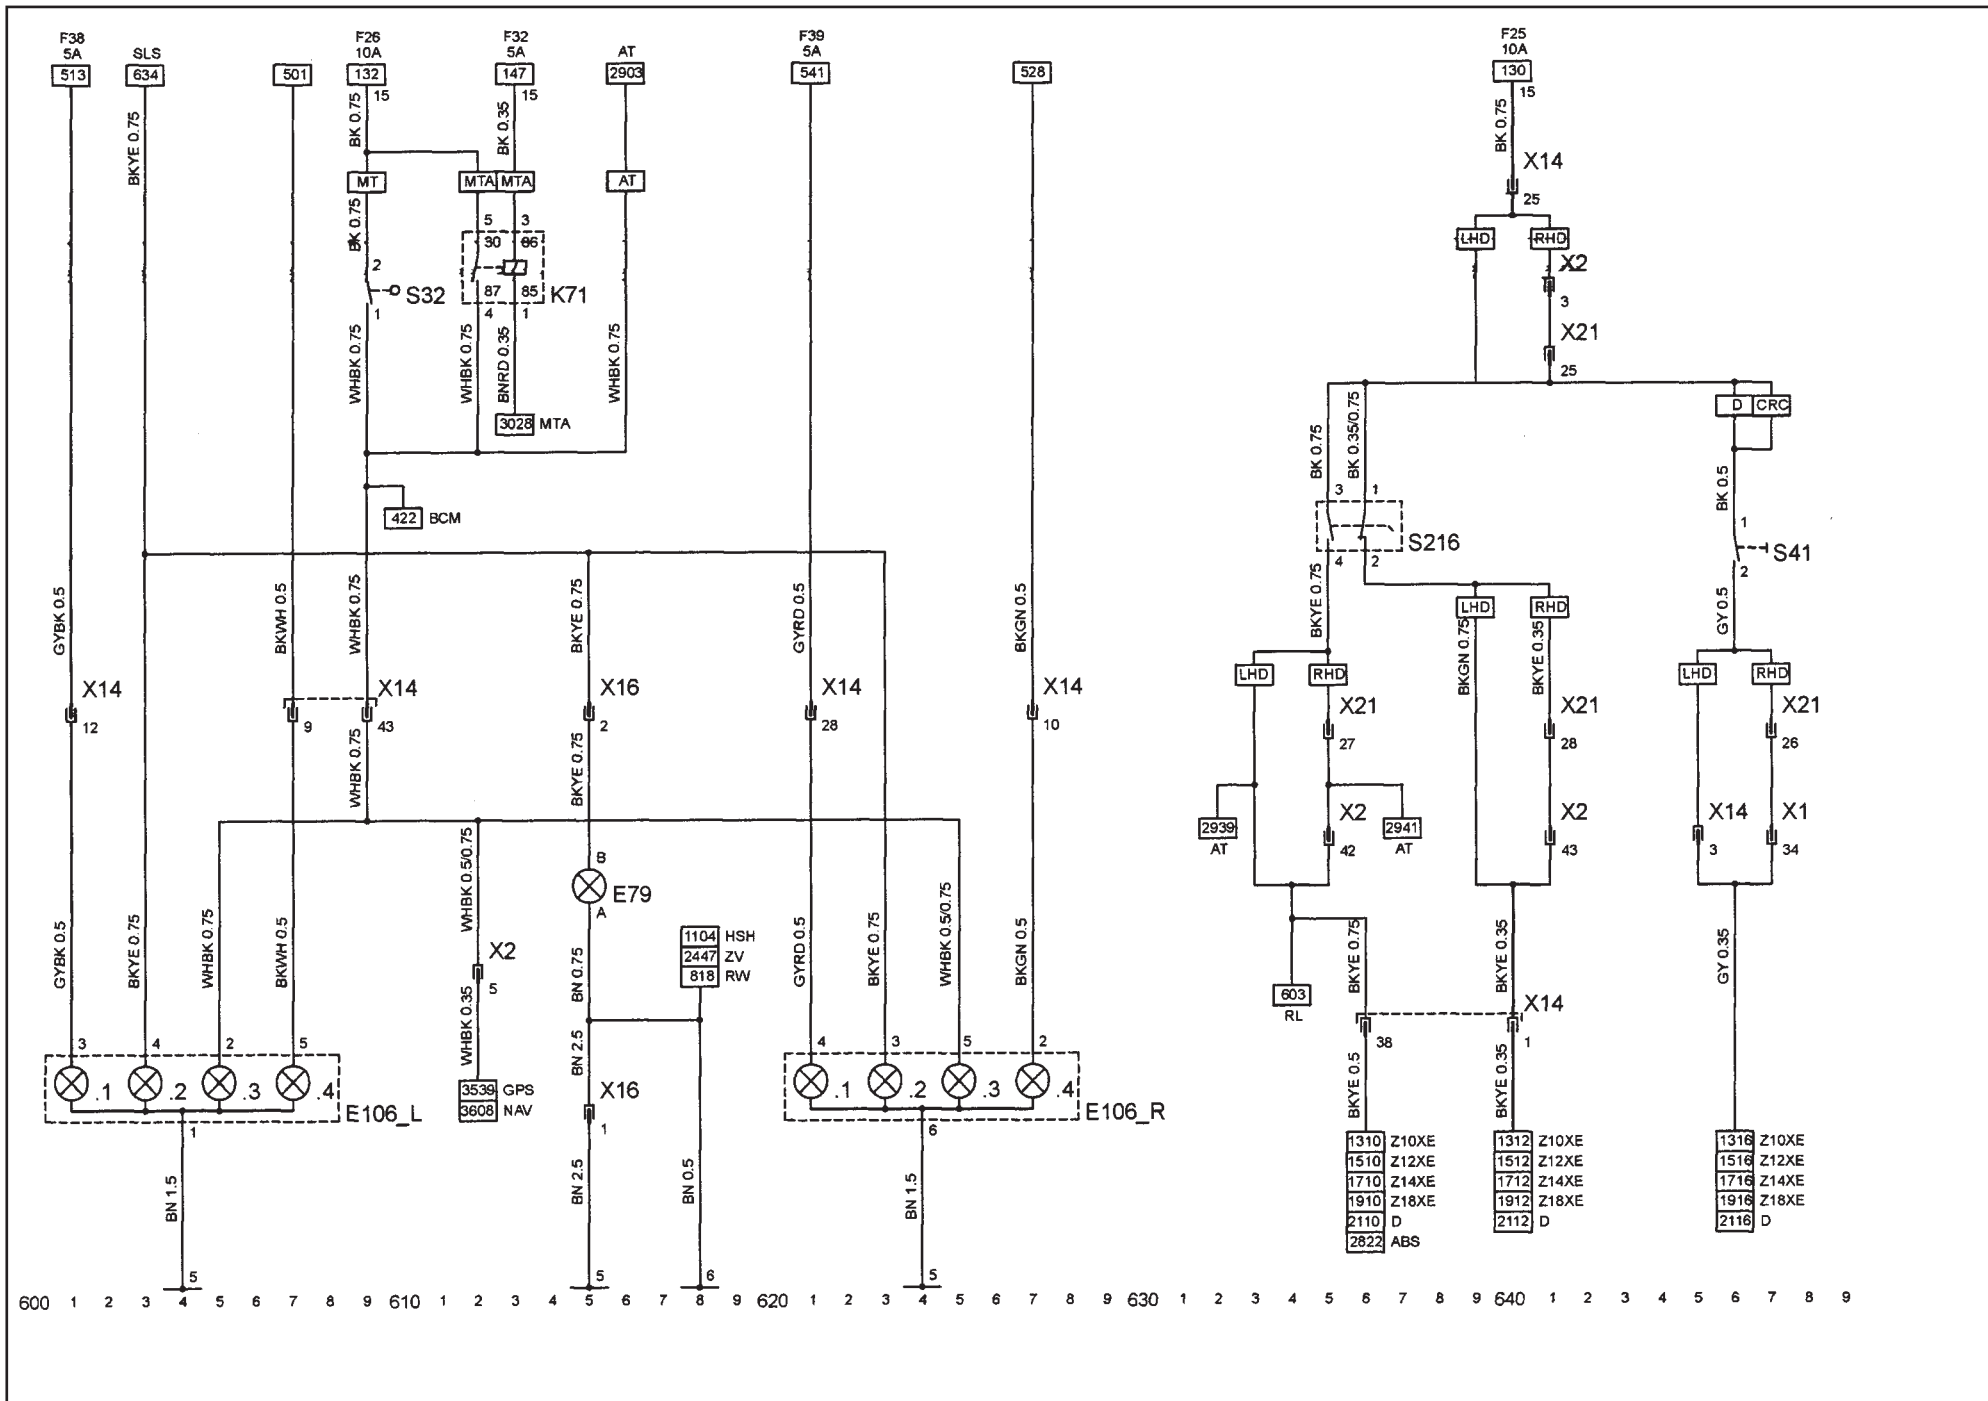 F38 F26 F32 F39 F25
5A SLS 10A 5A AT 5A 10A
513 634 501 132 147 2903 541 528 130
15 15 15
BKYE 0.75 BK 0.75 BK 0.35 BK 0.75
X14
25
MT MTA MTA AT
LHD RHD
BK 0.75 5 3
30 86
X2
3
2 S32 1
87 85 K71
4 1
X21
25
WHBK 0.75 WHBK 0.75 BNRD 0.35 WHBK 0.75
3028 MTA
D CRC
BK 0.75 BK 0.35/0.75 BK 0.5
422 BCM
3 1
S216
4 2
1
S41
2
GYBK 0.5 BKWH 0.5 WHBK 0.75 BKYE 0.75 GYRD 0.5 BKGN 0.5 BKYE 0.75 GY 0.5
LHD RHD
BKGN 0.75 BKYE 0.35
LHD RHD LHD RHD
X14 X14 X16 X14 X14 X21 X21 X21
12 9 43 2 28 10 27 28 26
WHBK 0.75 BKYE 0.75
2939 X2 2941 X2 X14 X1
AT 42 AT 43 3 34
WHBK 0.5/0.75
B
E79
A
GYBK 0.5 BKYE 0.75 WHBK 0.75 BKWH 0.5 BN 0.75 GYRD 0.5 BKYE 0.75 WHBK 0.5/0.75 BKGN 0.5 BKYE 0.75 BKYE 0.35 GY 0.35
1104 HSH
2447 ZV
818 RW
X2
5
603
RL
X14
38 1
WHBK 0.35 BN 2.5 BKYE 0.5 BKYE 0.35
3 4 2 5 4 3 5 2
.1 .2 .3 .4 .1 .2 .3 .4
E106_L E106_R
1 6
3539 GPS
3608 NAV
X16
1
BN 1.5 BN 2.5 BN 0.5 BN 1.5
1310 Z10XE 1312 Z10XE 1316 Z10XE
1510 Z12XE 1512 Z12XE 1516 Z12XE
1710 Z14XE 1712 Z14XE 1716 Z14XE
1910 Z18XE 1912 Z18XE 1916 Z18XE
2110 D 2112 D 2116 D
2822 ABS
5 5 6 5
600 1 2 3 4 5 6 7 8 9 610 1 2 3 4 5 6 7 8 9 620 1 2 3 4 5 6 7 8 9 630 1 2 3 4 5 6 7 8 9 640 1 2 3 4 5 6 7 8 9